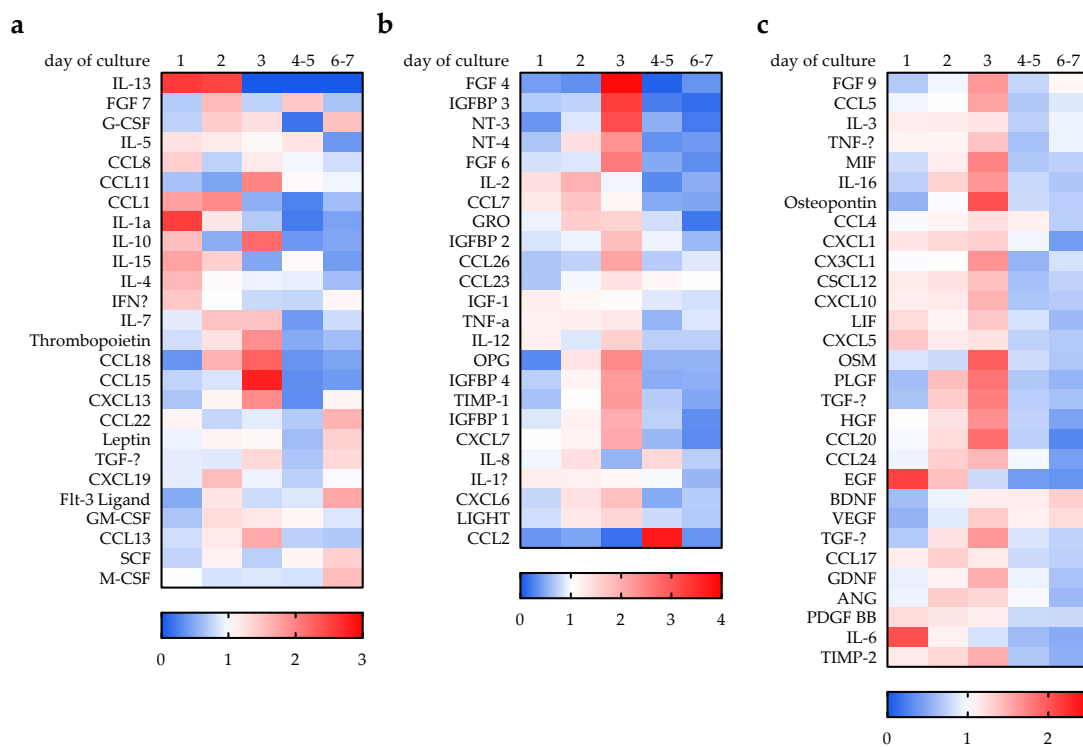 a
day of culture 1 2 3 4-5 6-7
IL-13
FGF 7
G-CSF
IL-5
CCL8
CCL11
CCL1
IL-1a
IL-10
IL-15
IL-4
IFN?
IL-7
Thrombopoietin
CCL18
CCL15
CXCL13
CCL22
Leptin
TGF-?
CXCL19
Flt-3 Ligand
GM-CSF
CCL13
SCF
M-CSF
0 1 2 3
b
day of culture 1 2 3 4-5 6-7
FGF 4
IGFBP 3
NT-3
NT-4
FGF 6
IL-2
CCL7
GRO
IGFBP 2
CCL26
CCL23
IGF-1
TNF-a
IL-12
OPG
IGFBP 4
TIMP-1
IGFBP 1
CXCL7
IL-8
IL-1?
CXCL6
LIGHT
CCL2
0 1 2 3 4
c
day of culture 1 2 3 4-5 6-7
FGF 9
CCL5
IL-3
TNF-?
MIF
IL-16
Osteopontin
CCL4
CXCL1
CX3CL1
CSCL12
CXCL10
LIF
CXCL5
OSM
PLGF
TGF-?
HGF
CCL20
CCL24
EGF
BDNF
VEGF
TGF-?
CCL17
GDNF
ANG
PDGF BB
IL-6
TIMP-2
0 1 2